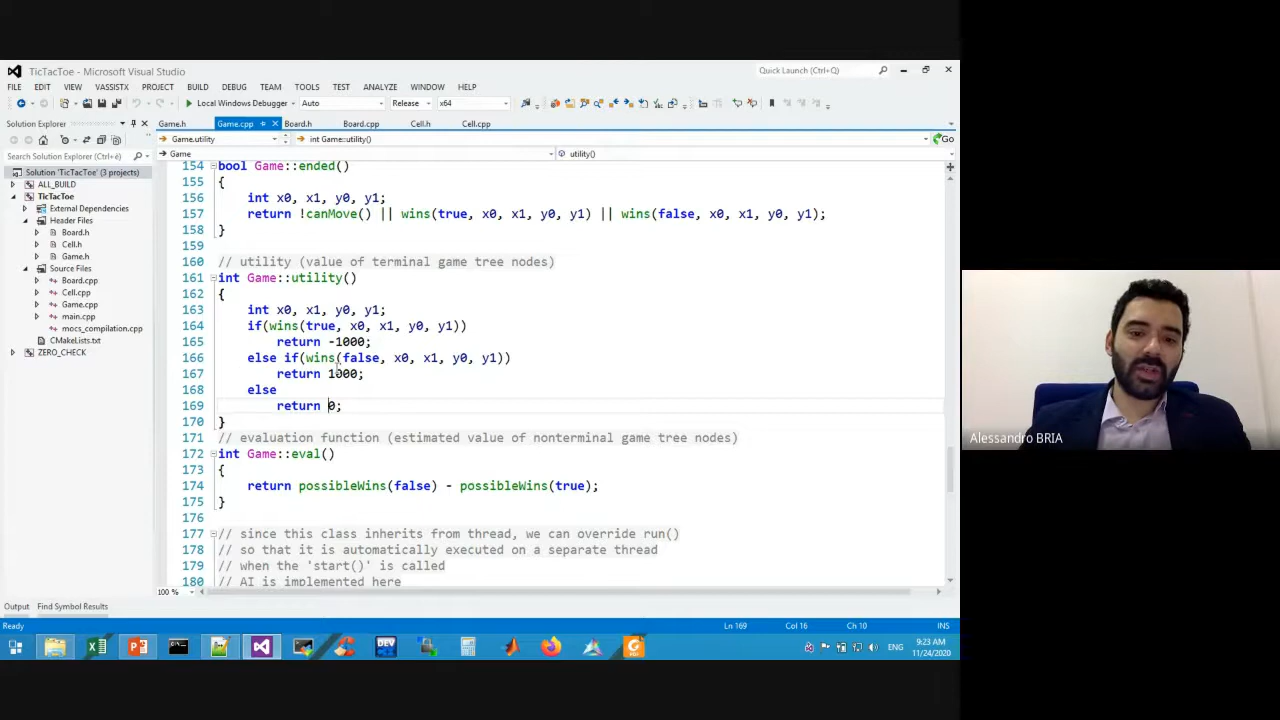 TicTacToe - Microsoft Visual Studio
Quick Launch (Ctrl+Q)
FILE EDIT VIEW VASSISTX PROJECT BUILD DEBUG TEAM TOOLS TEST ANALYZE WINDOW HELP
Local Windows Debugger Auto Release x64
Solution Explorer
Game.h Game.cpp Board.h Board.cpp Cell.h Cell.cpp
Game.utility int Game::utility() Go
Search Solution Explorer (Ctrl+è)
Game utility()
Solution 'TicTacToe' (3 projects)
ALL_BUILD
TicTacToe
External Dependencies
Header Files
Board.h
Cell.h
Game.h
Source Files
Board.cpp
Cell.cpp
Game.cpp
main.cpp
mocs_compilation.cpp
CMakeLists.txt
ZERO_CHECK
154 bool Game::ended()
155 {
156 int x0, x1, y0, y1;
157 return !canMove() || wins(true, x0, x1, y0, y1) || wins(false, x0, x1, y0, y1);
158 }
159
160 // utility (value of terminal game tree nodes)
161 int Game::utility()
162 {
163 int x0, x1, y0, y1;
164 if(wins(true, x0, x1, y0, y1))
165 return -1000;
166 else if(wins(false, x0, x1, y0, y1))
167 return 1000;
168 else
169 return 0;
170 }
171 // evaluation function (estimated value of nonterminal game tree nodes)
172 int Game::eval()
173 {
174 return possibleWins(false) - possibleWins(true);
175 }
176
177 // since this class inherits from thread, we can override run()
178 // so that it is automatically executed on a separate thread
179 // when the 'start()' is called
180 // AI is implemented here
100 %
Output Find Symbol Results
Ready Ln 169 Col 16 Ch 10 INS
DEV
PDF
ENG
9:23 AM
11/24/2020
Alessandro BRIA